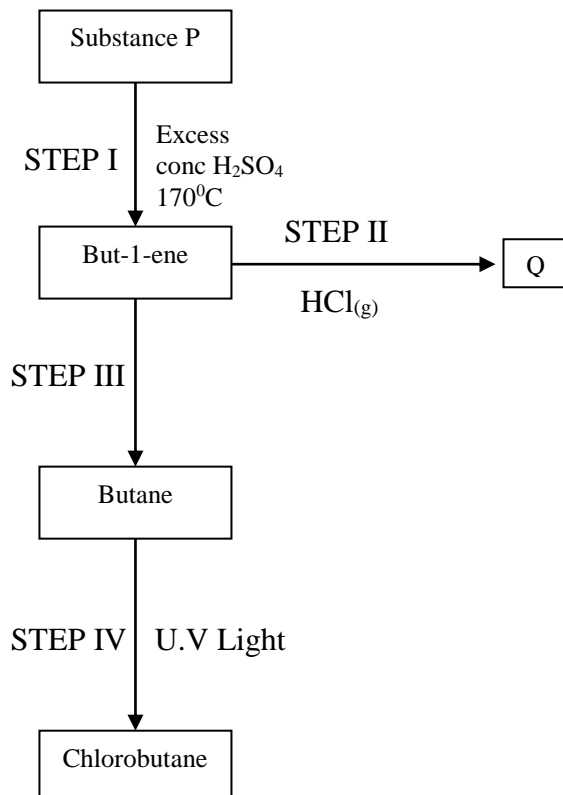 Substance P
STEP I
Excess
conc H₂SO₄
170⁰C
But-1-ene
STEP II
HCl₍g₎
Q
STEP III
Butane
STEP IV
U.V Light
Chlorobutane